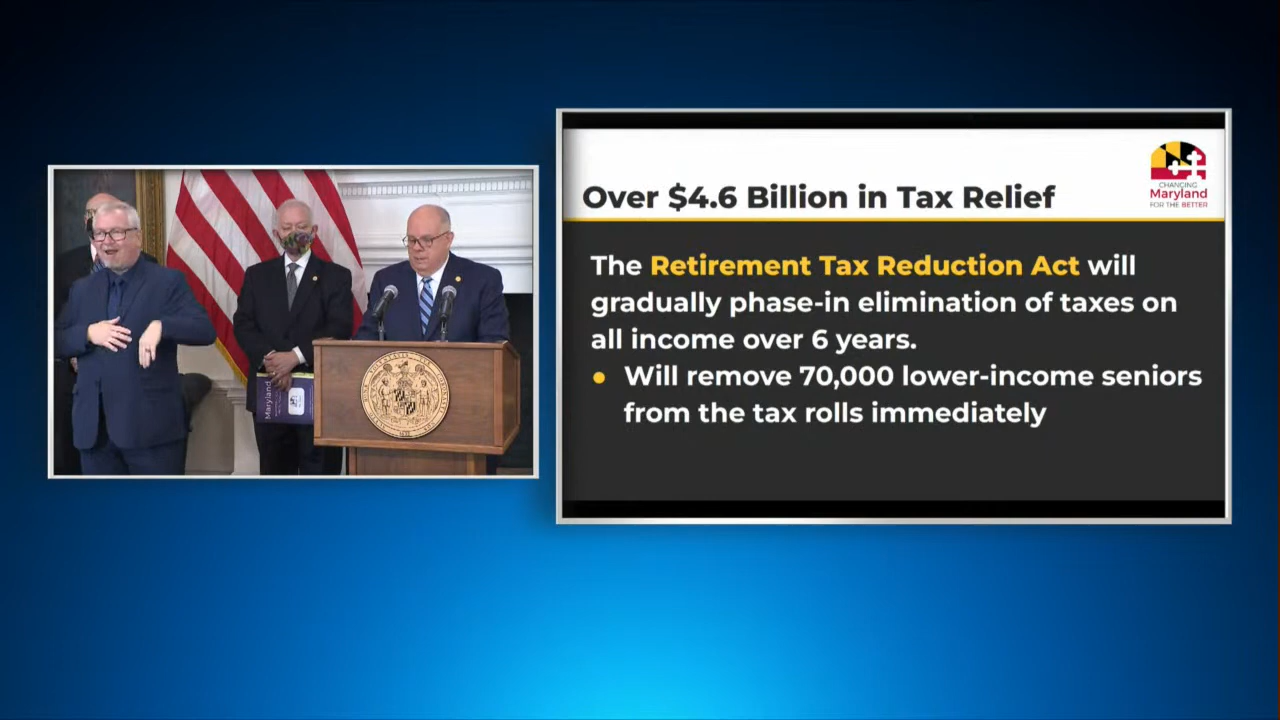 Over $4.6 Billion in Tax Relief
CHANGING
Maryland
FOR THE BETTER
The Retirement Tax Reduction Act will
gradually phase-in elimination of taxes on
all income over 6 years.
• Will remove 70,000 lower-income seniors
from the tax rolls immediately
Maryland